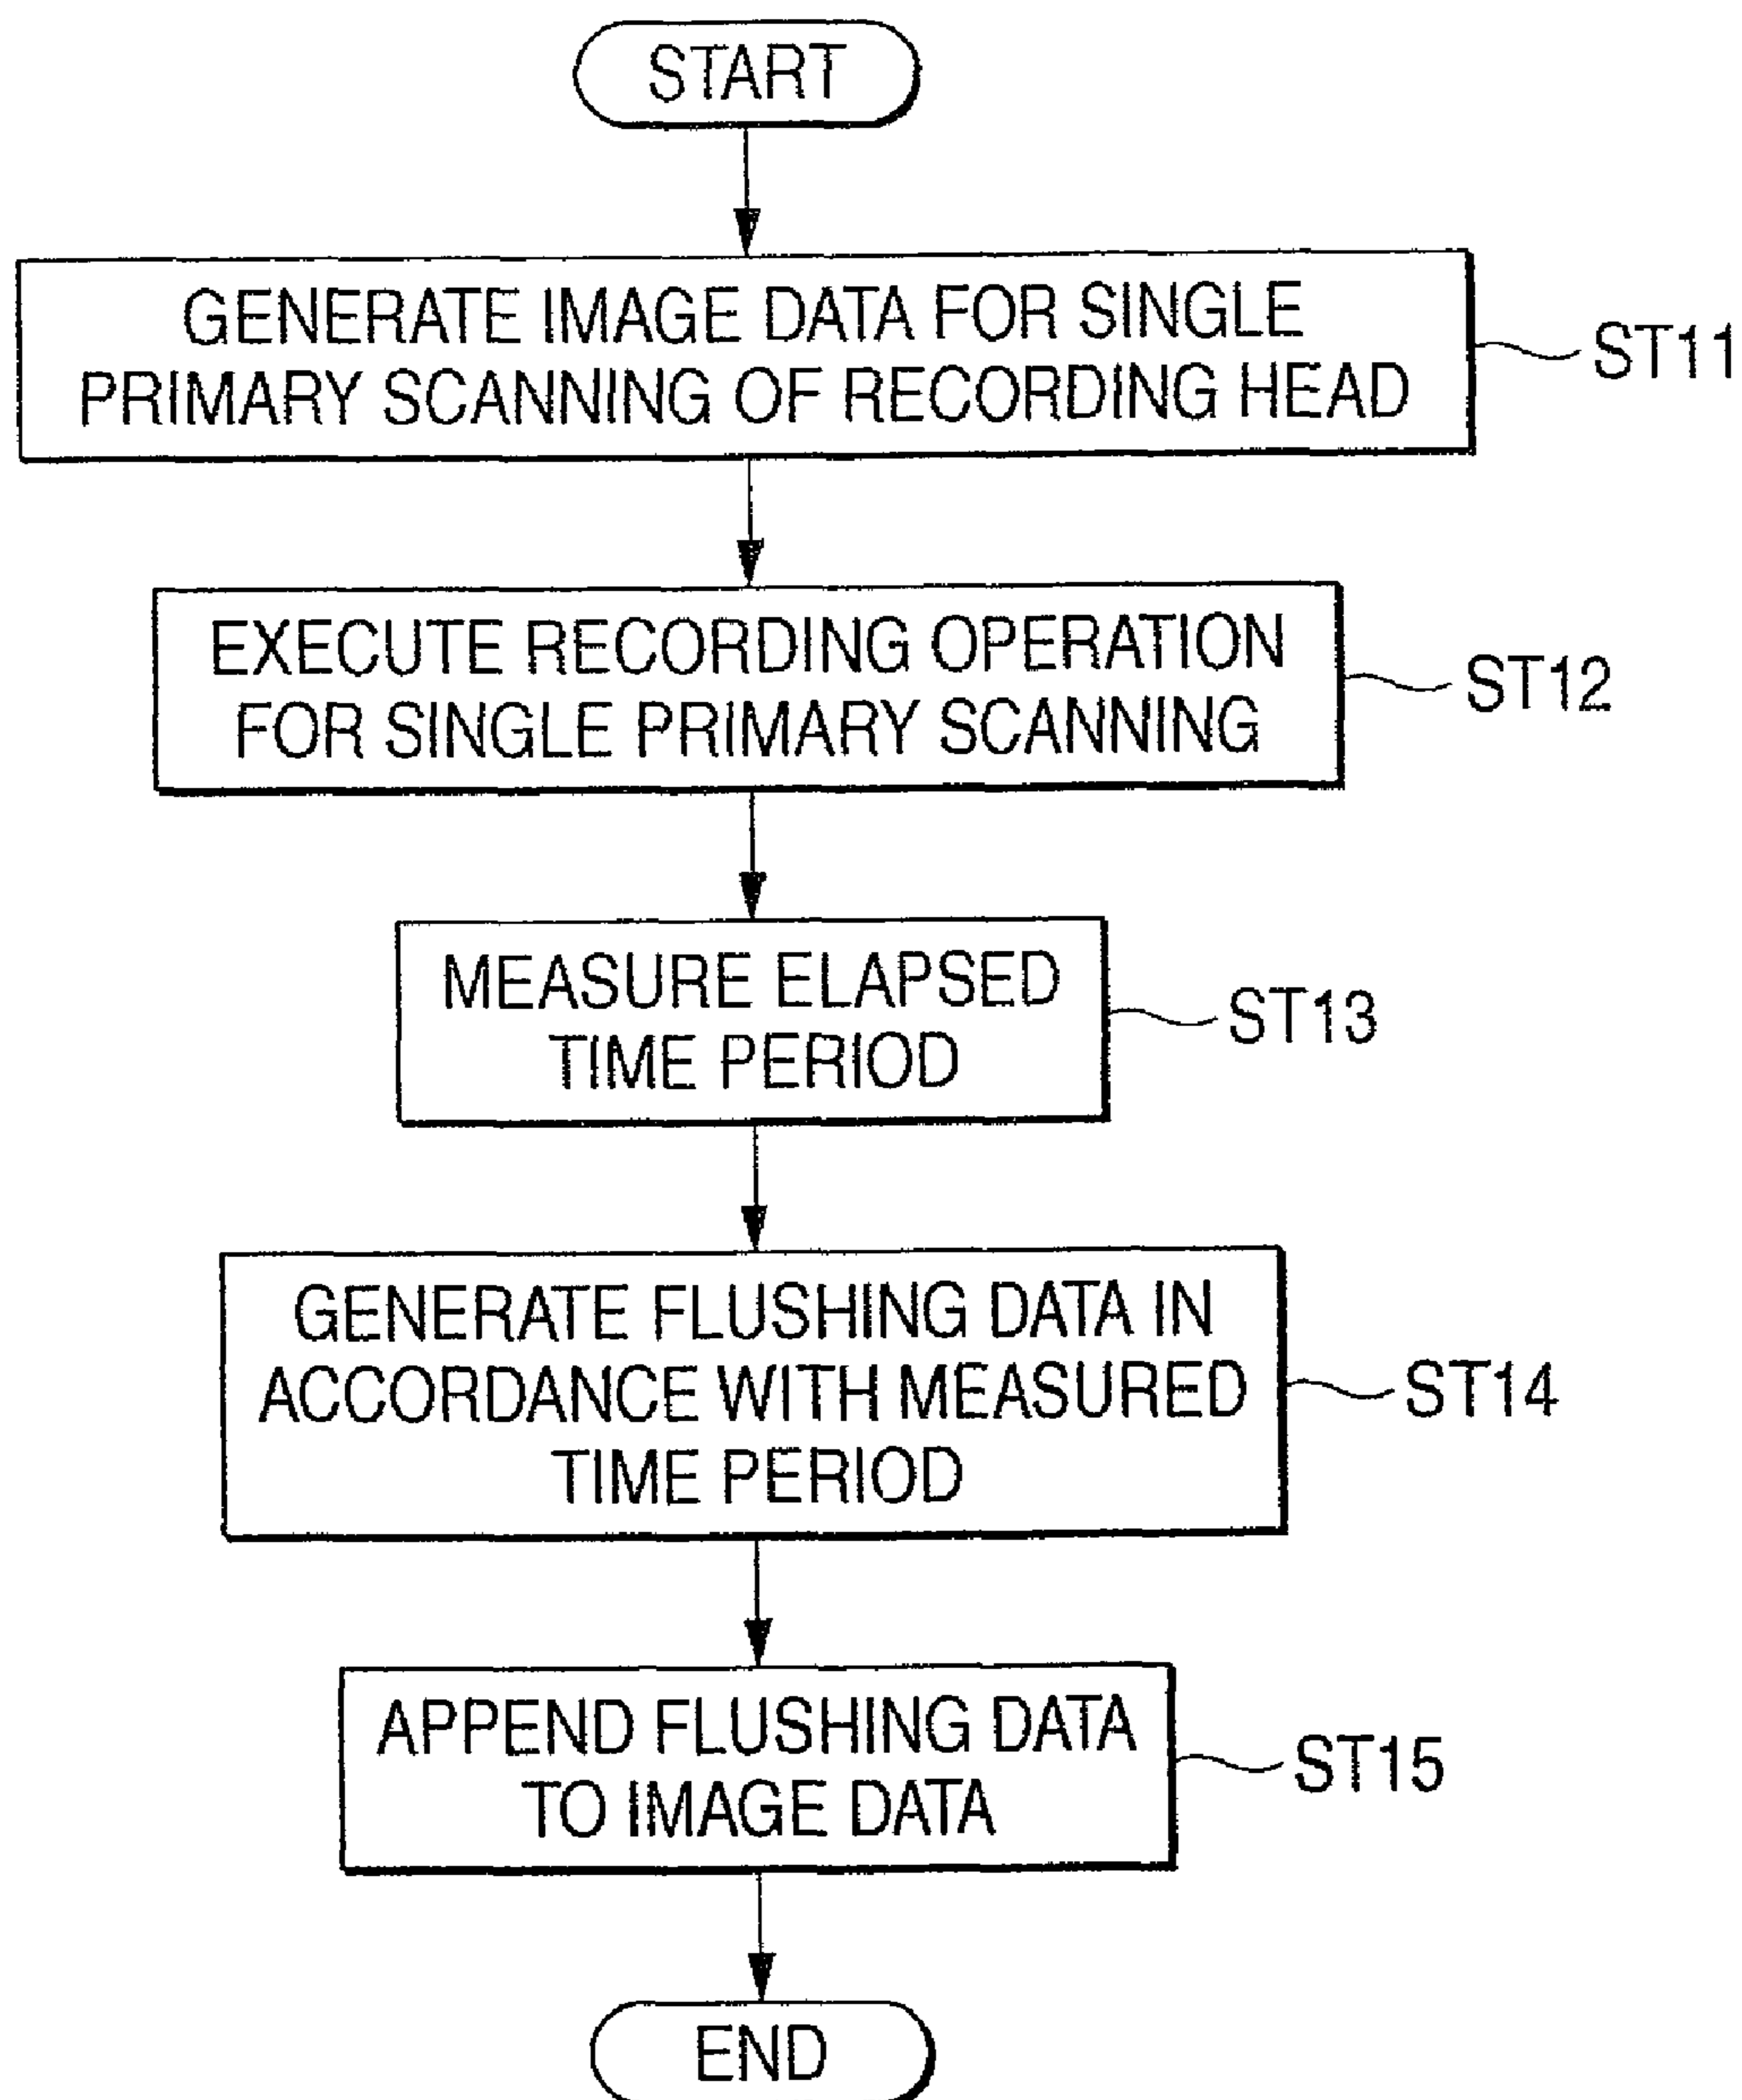 START
GENERATE IMAGE DATA FOR SINGLE
PRIMARY SCANNING OF RECORDING HEAD
ST11
EXECUTE RECORDING OPERATION
FOR SINGLE PRIMARY SCANNING
ST12
MEASURE ELAPSED
TIME PERIOD
ST13
GENERATE FLUSHING DATA IN
ACCORDANCE WITH MEASURED
TIME PERIOD
ST14
APPEND FLUSHING DATA
TO IMAGE DATA
ST15
END